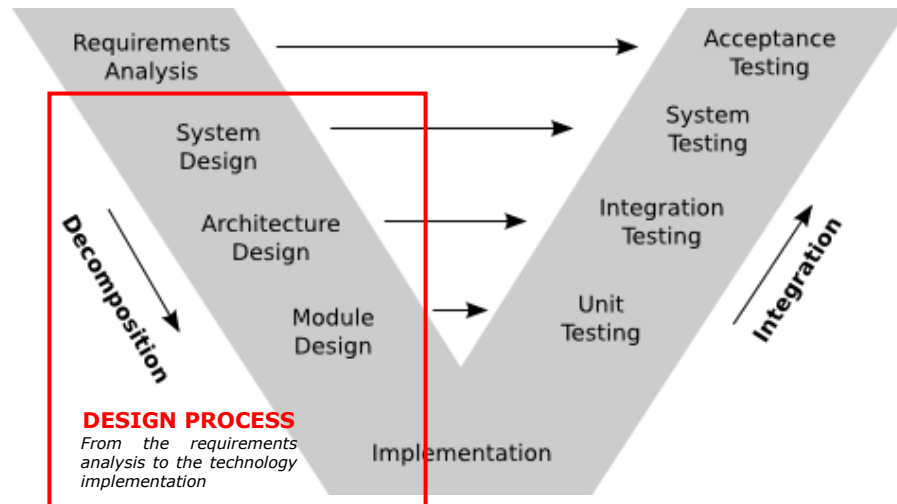 Requirements
Analysis
Acceptance
Testing
System
Design
System
Testing
Architecture
Design
Integration
Testing
Decomposition
Integration
Module
Design
Unit
Testing
DESIGN PROCESS
From the requirements
analysis to the technology
implementation
Implementation